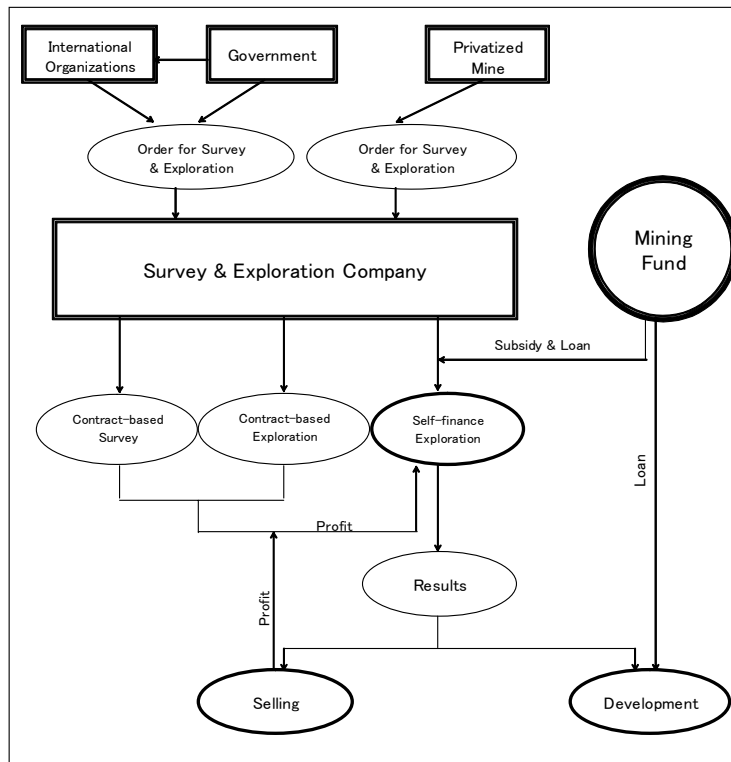 International
Organizations
Government
Privatized
Mine
Order for Survey
& Exploration
Order for Survey
& Exploration
Mining
Fund
Survey & Exploration Company
Subsidy & Loan
Contract-based
Survey
Contract-based
Exploration
Self-finance
Exploration
Loan
Profit
Results
Profit
Selling
Development